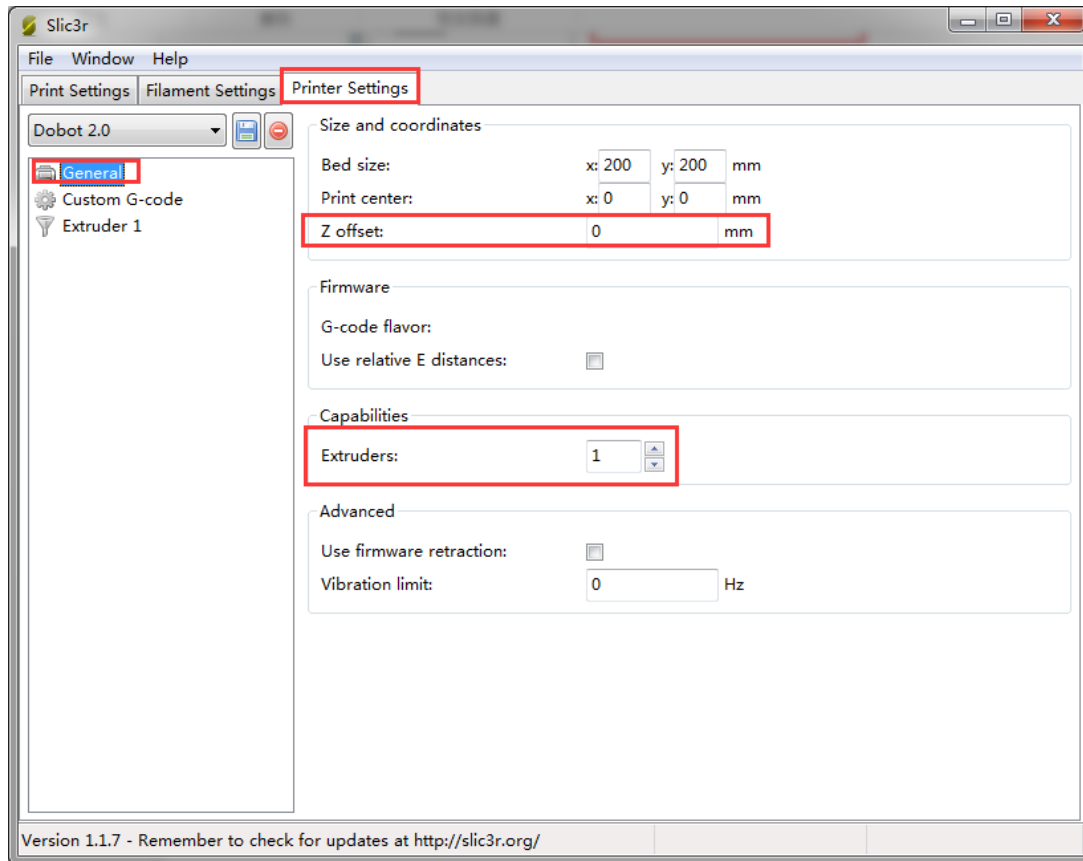 Slic3r
File Window Help
Print Settings Filament Settings Printer Settings
Dobot 2.0
General
Custom G-code
Extruder 1
Size and coordinates
Bed size: x: 200 y: 200 mm
Print center: x: 0 y: 0 mm
Z offset: 0 mm
Firmware
G-code flavor:
Use relative E distances:
Capabilities
Extruders: 1
Advanced
Use firmware retraction:
Vibration limit: 0 Hz
Version 1.1.7 - Remember to check for updates at http://slic3r.org/